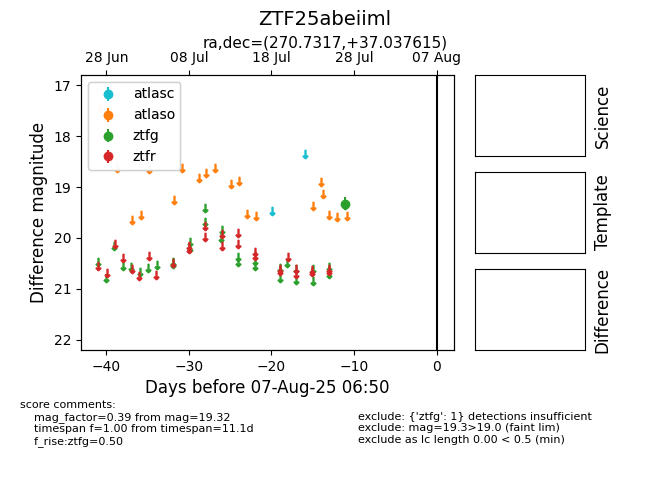 ZTF25abeiiml
ra,dec=(270.7317,+37.037615)
28 Jun 08 Jul 18 Jul 28 Jul 07 Aug
atlasc
atlaso
ztfg
ztfr
17
18
19
20
21
22
Difference magnitude
−40 −30 −20 −10 0
Days before 07-Aug-25 06:50
Science
Template
Difference
score comments:
mag_factor=0.39 from mag=19.32
timespan f=1.00 from timespan=11.1d
f_rise:ztfg=0.50
exclude: {'ztfg': 1} detections insufficient
exclude: mag=19.3>19.0 (faint lim)
exclude as lc length 0.00 < 0.5 (min)